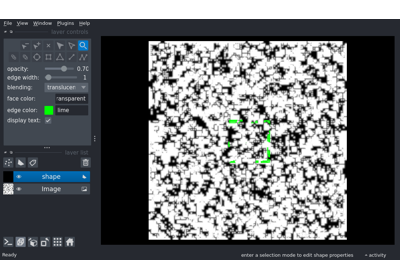 File View Window Plugins Help
layer controls
opacity: 0.70
edge width: 1
blending: translucen
face color: ransparent
edge color: lime
display text:
layer list
shape
Image
Ready
enter a selection mode to edit shape properties
activity